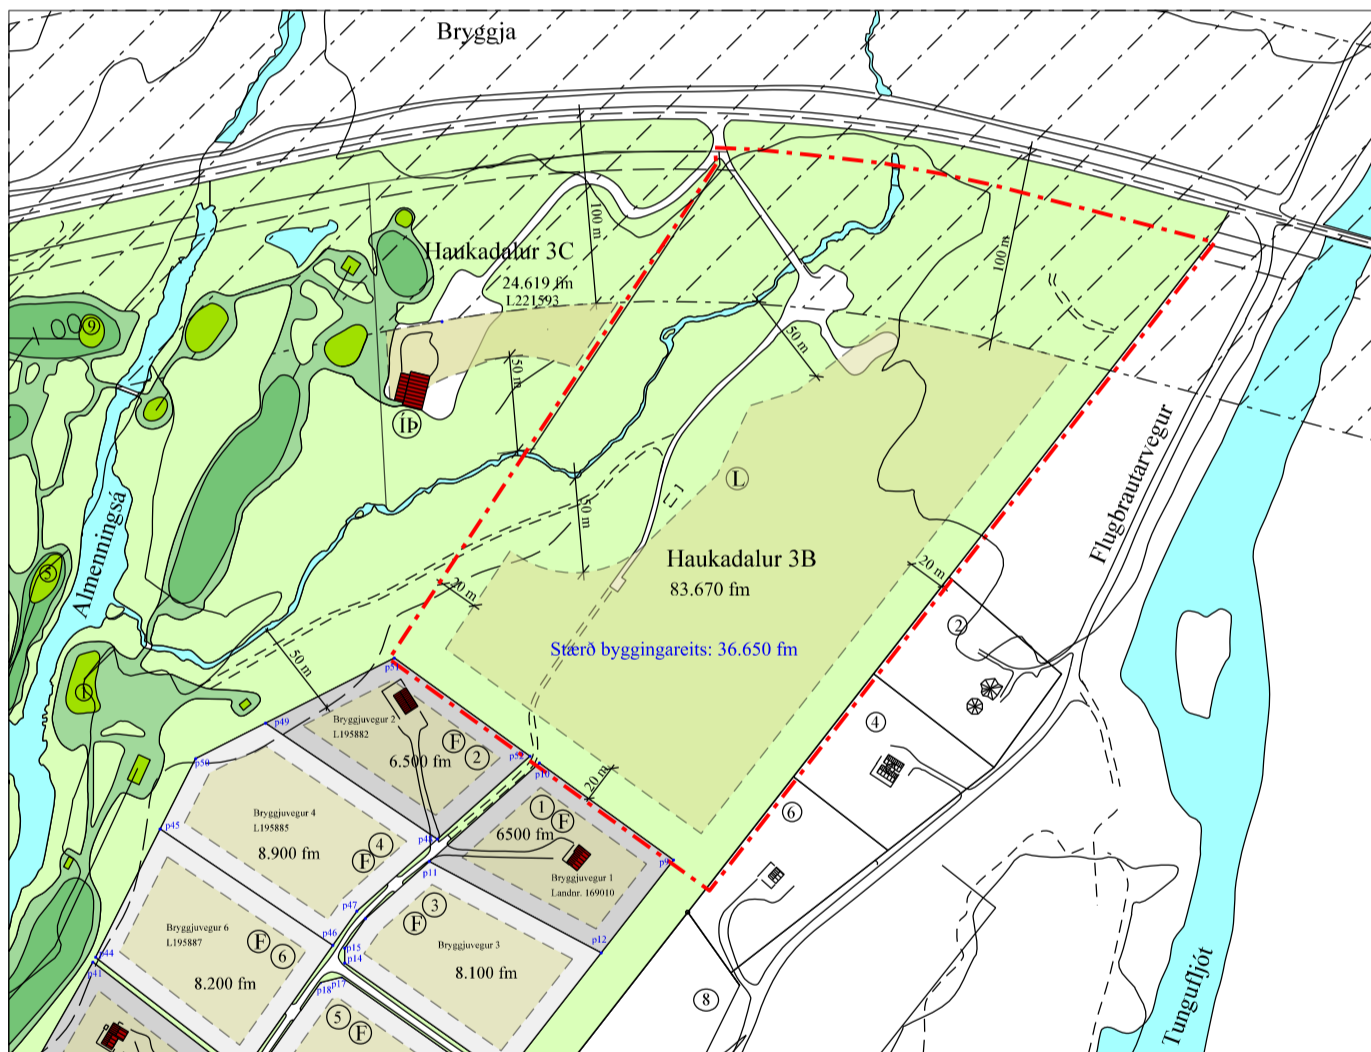 Bryggja
Haukadalur 3C
24.619 fm
L221593
100 m
100 m
50 m
50 m
50 m
ÍÞ
9
L
Almenningsá
5
Haukadalur 3B
83.670 fm
Stærð byggingareits: 36.650 fm
20 m
20 m
Flugbrautarvegur
2
50 m
p51
p49
Bryggjuvegur 2
L195882
6.500 fm
F
2
p52
p10
p50
20 m
4
6
1
F
6500 fm
Bryggjuvegur 4
L195885
8.900 fm
4
F
p45
p48
p11
p9
Bryggjuvegur 1
Landnr. 169010
p47
3
F
Bryggjuvegur 6
L195887
F
6
8.200 fm
p46
p15
p14
Bryggjuvegur 3
8.100 fm
p12
p44
p41
p18
p17
5
F
8
Tungufljót